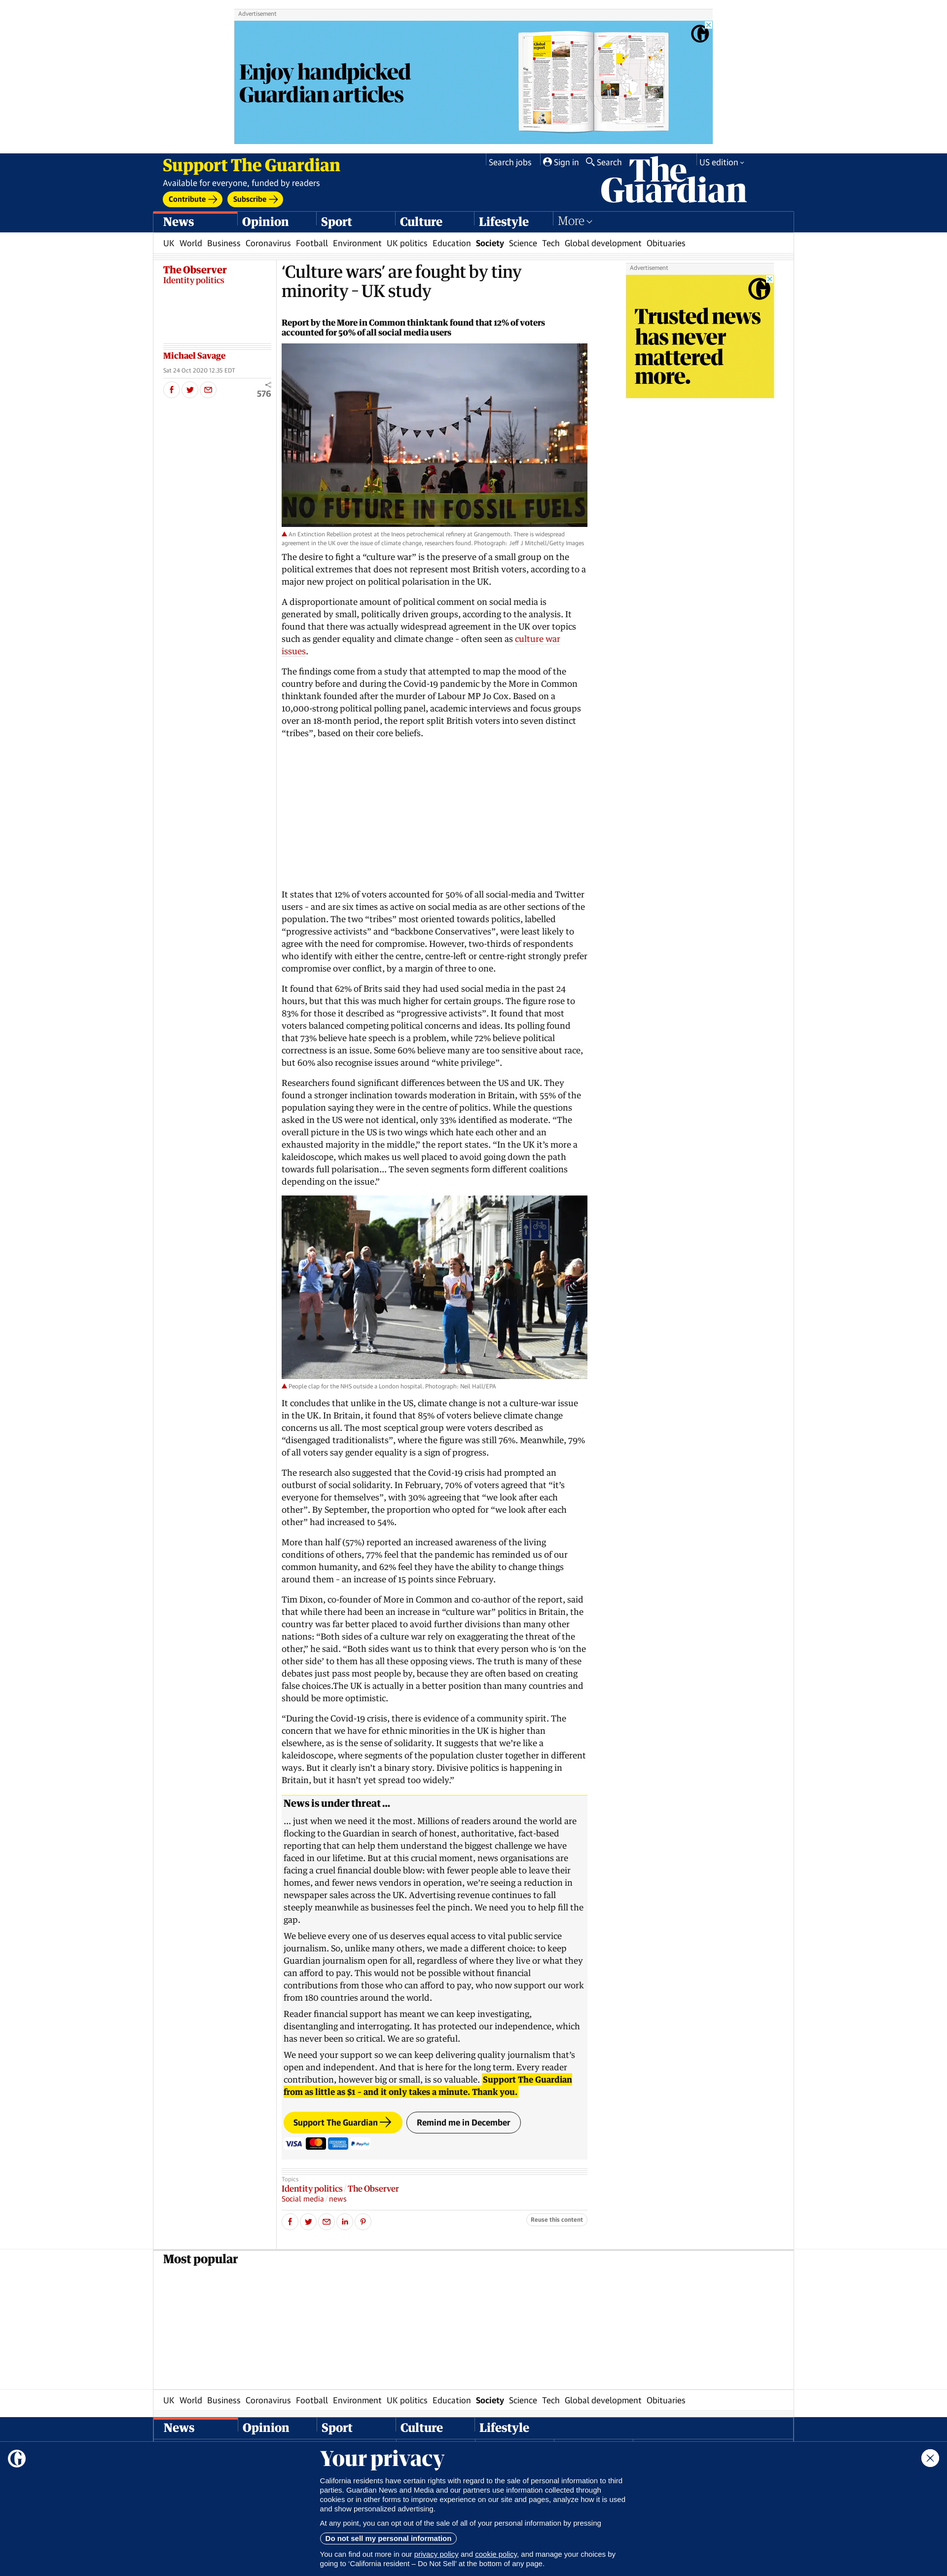 Advertisement
Enjoy handpicked
Guardian articles
Support The Guardian
Available for everyone, funded by readers
Contribute
Subscribe
Search jobs
Sign in
Search
US edition
The
Guardian
News
Opinion
Sport
Culture
Lifestyle
More
UK World Business Coronavirus Football Environment UK politics Education Society Science Tech Global development Obituaries
The Observer
Identity politics
‘Culture wars’ are fought by tiny
minority – UK study
Report by the More in Common thinktank found that 12% of voters
accounted for 50% of all social media users
Michael Savage
Sat 24 Oct 2020 12.35 EDT
576
Advertisement
Trusted news
has never
mattered
more.
NO FUTURE IN FOSSIL FUELS
An Extinction Rebellion protest at the Ineos petrochemical refinery at Grangemouth. There is widespread
agreement in the UK over the issue of climate change, researchers found. Photograph: Jeff J Mitchell/Getty Images
The desire to fight a “culture war” is the preserve of a small group on the
political extremes that does not represent most British voters, according to a
major new project on political polarisation in the UK.
A disproportionate amount of political comment on social media is
generated by small, politically driven groups, according to the analysis. It
found that there was actually widespread agreement in the UK over topics
such as gender equality and climate change – often seen as culture war
issues.
The findings come from a study that attempted to map the mood of the
country before and during the Covid-19 pandemic by the More in Common
thinktank founded after the murder of Labour MP Jo Cox. Based on a
10,000-strong political polling panel, academic interviews and focus groups
over an 18-month period, the report split British voters into seven distinct
“tribes”, based on their core beliefs.
It states that 12% of voters accounted for 50% of all social-media and Twitter
users – and are six times as active on social media as are other sections of the
population. The two “tribes” most oriented towards politics, labelled
“progressive activists” and “backbone Conservatives”, were least likely to
agree with the need for compromise. However, two-thirds of respondents
who identify with either the centre, centre-left or centre-right strongly prefer
compromise over conflict, by a margin of three to one.
It found that 62% of Brits said they had used social media in the past 24
hours, but that this was much higher for certain groups. The figure rose to
83% for those it described as “progressive activists”. It found that most
voters balanced competing political concerns and ideas. Its polling found
that 73% believe hate speech is a problem, while 72% believe political
correctness is an issue. Some 60% believe many are too sensitive about race,
but 60% also recognise issues around “white privilege”.
Researchers found significant differences between the US and UK. They
found a stronger inclination towards moderation in Britain, with 55% of the
population saying they were in the centre of politics. While the questions
asked in the US were not identical, only 33% identified as moderate. “The
overall picture in the US is two wings which hate each other and an
exhausted majority in the middle,” the report states. “In the UK it’s more a
kaleidoscope, which makes us well placed to avoid going down the path
towards full polarisation… The seven segments form different coalitions
depending on the issue.”
People clap for the NHS outside a London hospital. Photograph: Neil Hall/EPA
It concludes that unlike in the US, climate change is not a culture-war issue
in the UK. In Britain, it found that 85% of voters believe climate change
concerns us all. The most sceptical group were voters described as
“disengaged traditionalists”, where the figure was still 76%. Meanwhile, 79%
of all voters say gender equality is a sign of progress.
The research also suggested that the Covid-19 crisis had prompted an
outburst of social solidarity. In February, 70% of voters agreed that “it’s
everyone for themselves”, with 30% agreeing that “we look after each
other”. By September, the proportion who opted for “we look after each
other” had increased to 54%.
More than half (57%) reported an increased awareness of the living
conditions of others, 77% feel that the pandemic has reminded us of our
common humanity, and 62% feel they have the ability to change things
around them – an increase of 15 points since February.
Tim Dixon, co-founder of More in Common and co-author of the report, said
that while there had been an increase in “culture war” politics in Britain, the
country was far better placed to avoid further divisions than many other
nations: “Both sides of a culture war rely on exaggerating the threat of the
other,” he said. “Both sides want us to think that every person who is ‘on the
other side’ to them has all these opposing views. The truth is many of these
debates just pass most people by, because they are often based on creating
false choices.The UK is actually in a better position than many countries and
should be more optimistic.
“During the Covid-19 crisis, there is evidence of a community spirit. The
concern that we have for ethnic minorities in the UK is higher than
elsewhere, as is the sense of solidarity. It suggests that we’re like a
kaleidoscope, where segments of the population cluster together in different
ways. But it clearly isn’t a binary story. Divisive politics is happening in
Britain, but it hasn’t yet spread too widely.”
News is under threat …
… just when we need it the most. Millions of readers around the world are
flocking to the Guardian in search of honest, authoritative, fact-based
reporting that can help them understand the biggest challenge we have
faced in our lifetime. But at this crucial moment, news organisations are
facing a cruel financial double blow: with fewer people able to leave their
homes, and fewer news vendors in operation, we’re seeing a reduction in
newspaper sales across the UK. Advertising revenue continues to fall
steeply meanwhile as businesses feel the pinch. We need you to help fill the
gap.
We believe every one of us deserves equal access to vital public service
journalism. So, unlike many others, we made a different choice: to keep
Guardian journalism open for all, regardless of where they live or what they
can afford to pay. This would not be possible without financial
contributions from those who can afford to pay, who now support our work
from 180 countries around the world.
Reader financial support has meant we can keep investigating,
disentangling and interrogating. It has protected our independence, which
has never been so critical. We are so grateful.
We need your support so we can keep delivering quality journalism that’s
open and independent. And that is here for the long term. Every reader
contribution, however big or small, is so valuable. Support The Guardian
from as little as $1 – and it only takes a minute. Thank you.
Support The Guardian
Remind me in December
VISA
PayPal
Topics
Identity politics The Observer
Social media news
Reuse this content
Most popular
UK World Business Coronavirus Football Environment UK politics Education Society Science Tech Global development Obituaries
News
Opinion
Sport
Culture
Lifestyle
Your privacy
California residents have certain rights with regard to the sale of personal information to third
parties. Guardian News and Media and our partners use information collected through
cookies or in other forms to improve experience on our site and pages, analyze how it is used
and show personalized advertising.
At any point, you can opt out of the sale of all of your personal information by pressing
Do not sell my personal information
You can find out more in our privacy policy and cookie policy, and manage your choices by
going to ‘California resident – Do Not Sell’ at the bottom of any page.